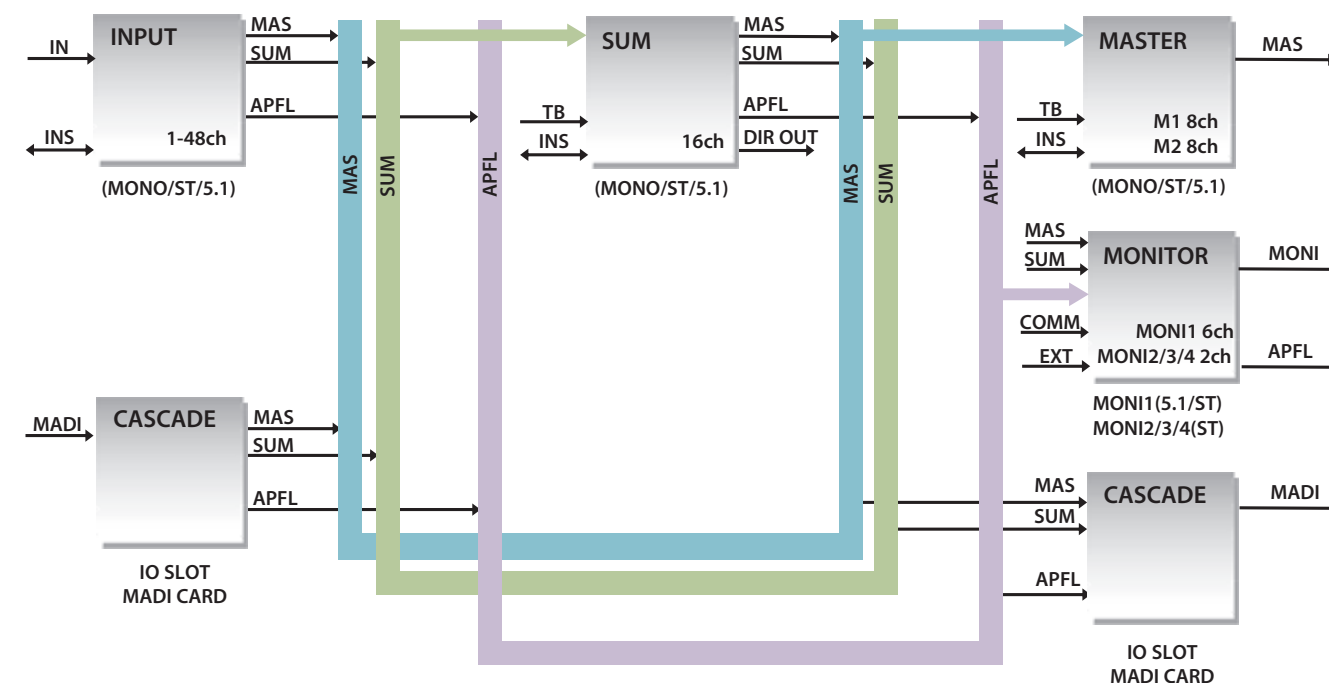 IN
INS
INPUT
1-48ch
(MONO/ST/5.1)
MAS
SUM
APFL
MAS
SUM
APFL
TB
INS
SUM
16ch
(MONO/ST/5.1)
MAS
SUM
APFL
DIR OUT
MAS
SUM
APFL
TB
INS
MASTER
M1 8ch
M2 8ch
(MONO/ST/5.1)
MAS
MAS
SUM
COMM
EXT
MONITOR
MONI1 6ch
MONI2/3/4 2ch
MONI1(5.1/ST)
MONI2/3/4(ST)
MONI
APFL
MADI
CASCADE
IO SLOT
MADI CARD
MAS
SUM
APFL
MAS
SUM
APFL
CASCADE
IO SLOT
MADI CARD
MADI